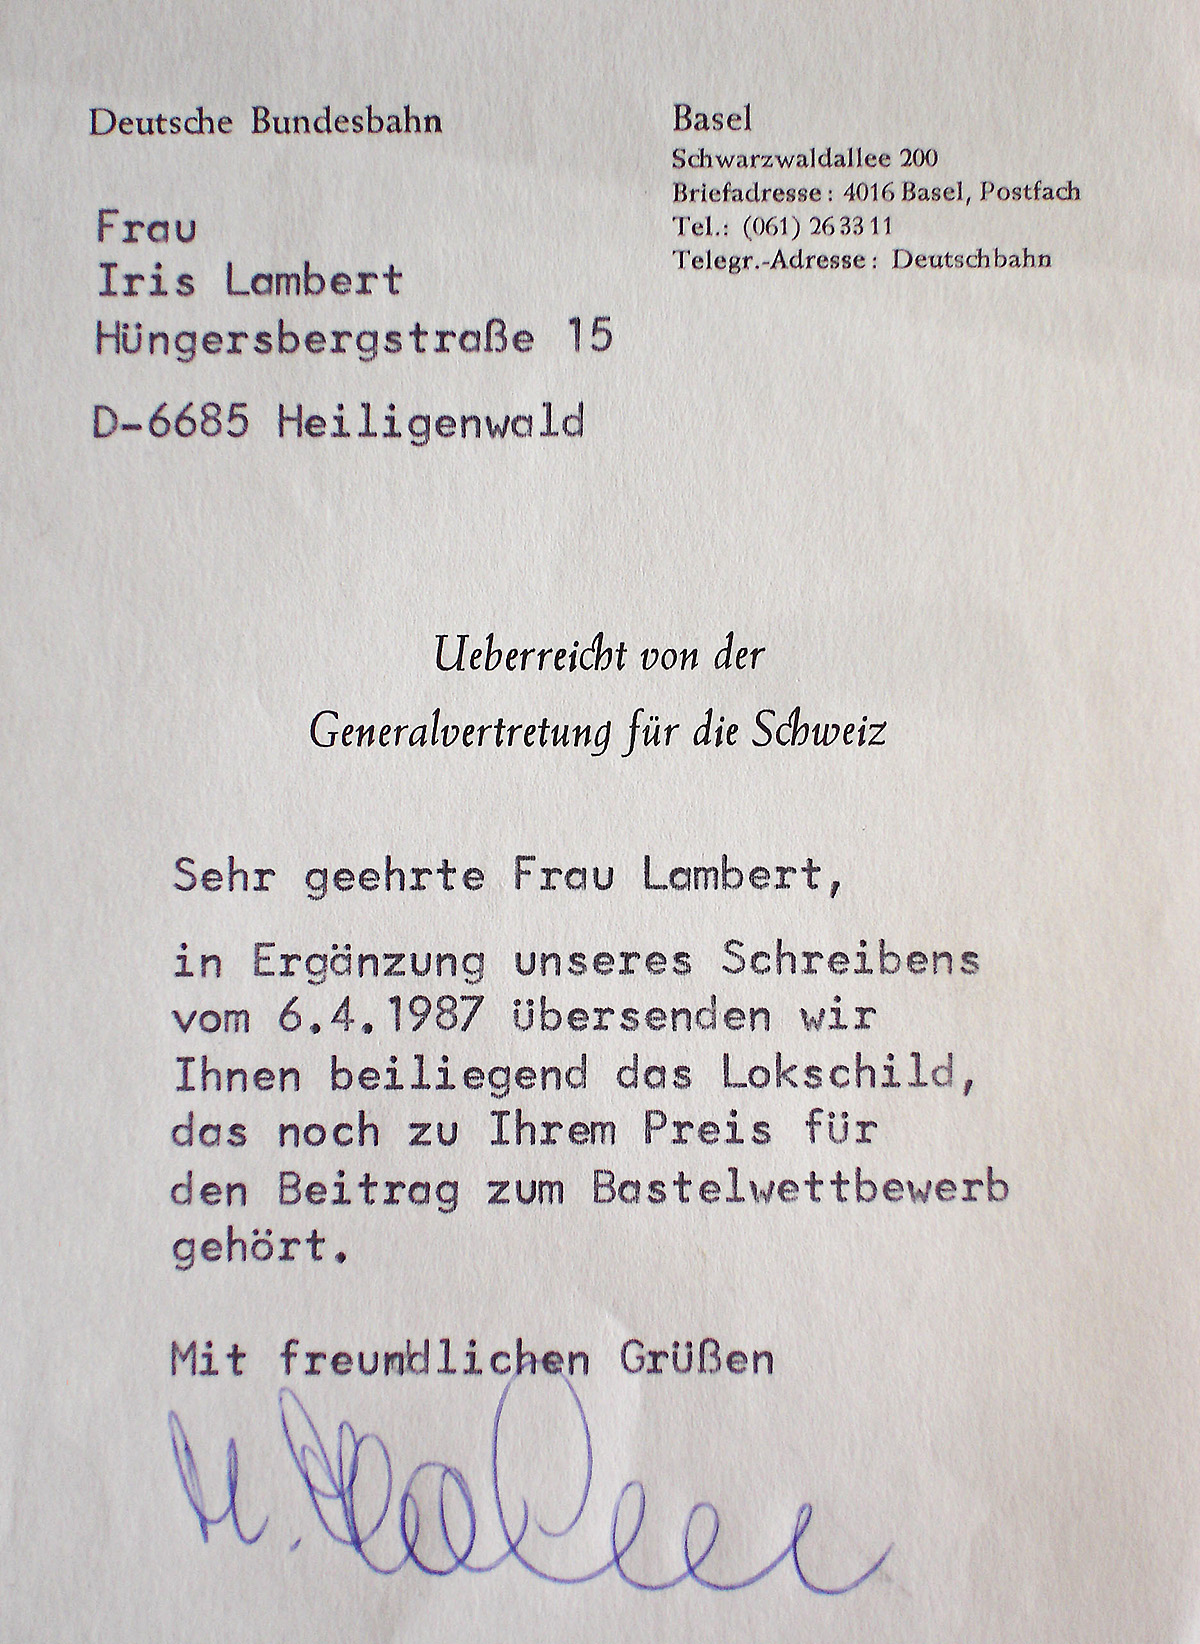 Deutsche Bundesbahn
Basel
Schwarzwaldallee 200
Briefadresse: 4016 Basel, Postfach
Tel.: (061) 26 33 11
Telegr.-Adresse: Deutschbahn
Frau
Iris Lambert
Hüngersbergstraße 15
D-6685 Heiligenwald
Ueberreicht von der
Generalvertretung für die Schweiz
Sehr geehrte Frau Lambert,
in Ergänzung unseres Schreibens
vom 6.4.1987 übersenden wir
Ihnen beiliegend das Lokschild,
das noch zu Ihrem Preis für
den Beitrag zum Bastelwettbewerb
gehört.
Mit freundlichen Grüßen